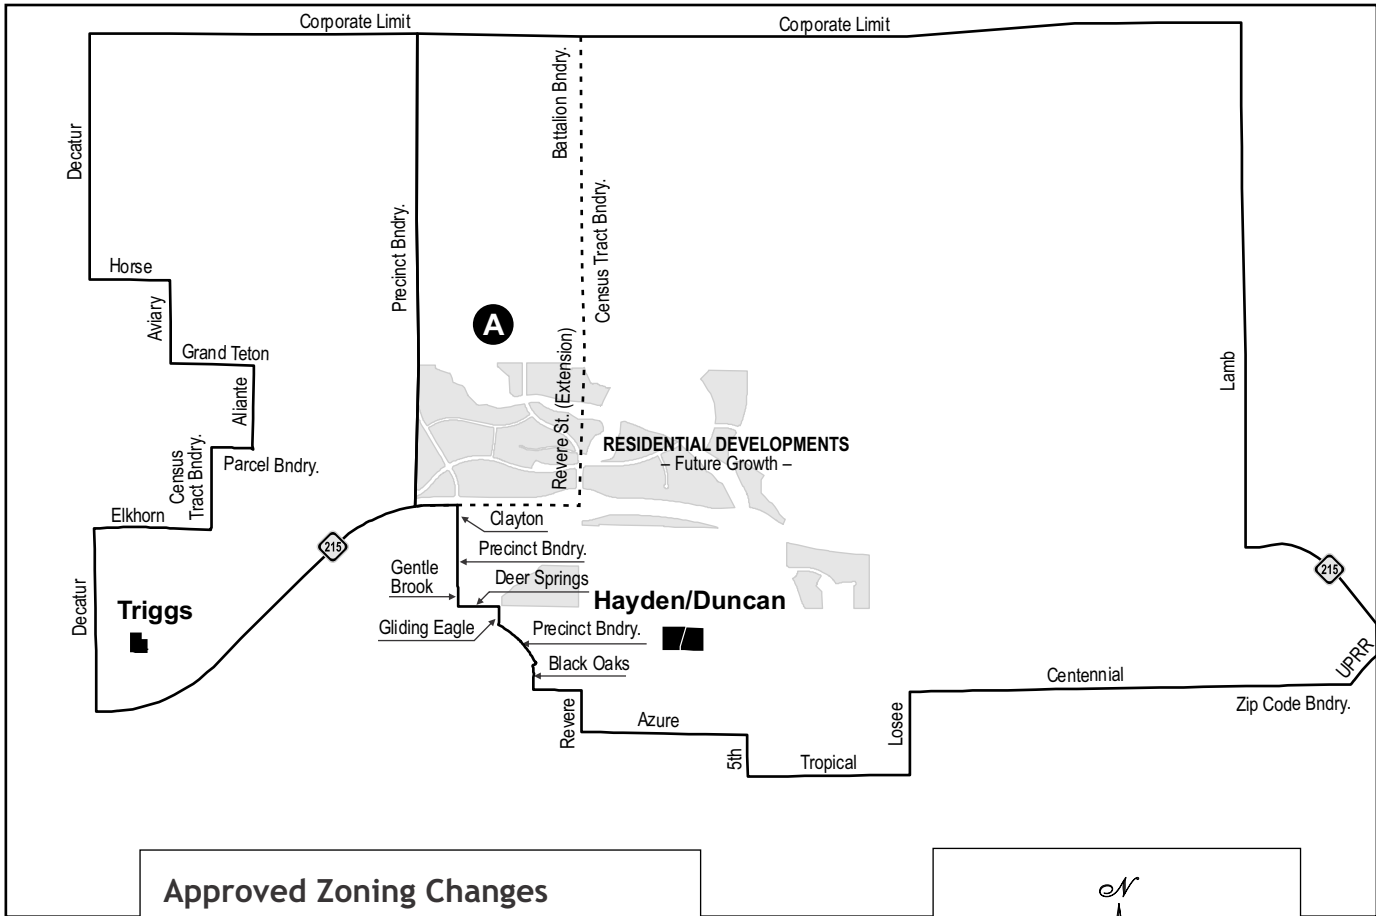 Corporate Limit
Corporate Limit
Decatur
Battalion Bndry.
Precinct Bndry.
Census Tract Bndry.
Horse
Aviary
A
Grand Teton
Aliante
Revere St. (Extension)
Lamb
RESIDENTIAL DEVELOPMENTS
– Future Growth –
Census
Tract Bndry.
Parcel Bndry.
Elkhorn
Clayton
215
Precinct Bndry.
215
Gentle
Brook
Deer Springs
Decatur
Triggs
Hayden/Duncan
Gliding Eagle
Precinct Bndry.
Black Oaks
UPRR
Centennial
Zip Code Bndry.
Revere
Azure
Losee
5th
Tropical
Approved Zoning Changes
N